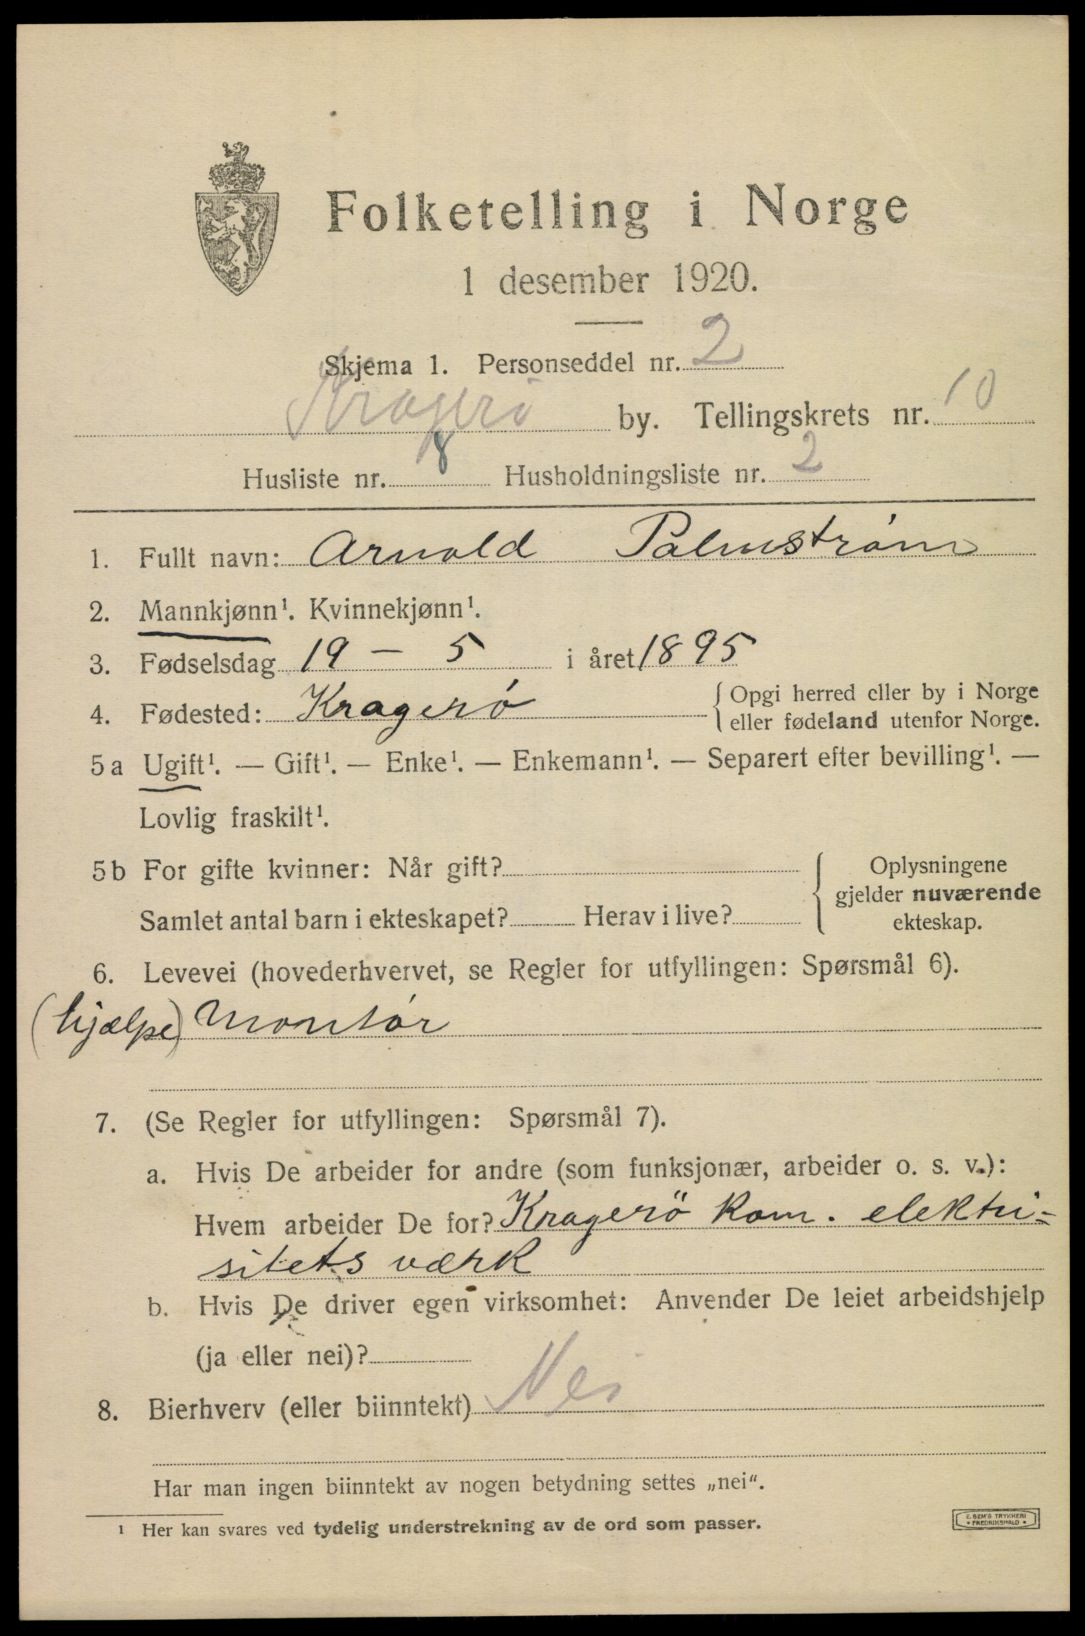 Folketelling i Norge
1 desember 1920.
Skjema 1. Personseddel nr. 2
Kragerø by. Tellingskrets nr. 10
Husliste nr. 8 Husholdningsliste nr. 2
1. Fullt navn: Arnold Palmstrøm
2. Mannkjønn¹. Kvinnekjønn¹.
3. Fødselsdag 19 – 5 i året 1895
4. Fødested: Kragerø { Opgi herred eller by i Norge
eller fødeland utenfor Norge.
5a Ugift¹. — Gift¹. — Enke¹. — Enkemann¹. — Separert efter bevilling¹. —
Lovlig fraskilt¹.
5b For gifte kvinner: Når gift? { Oplysningene
gjelder nuværende
Samlet antal barn i ekteskapet? Herav i live? ekteskap.
6. Levevei (hovederhvervet, se Regler for utfyllingen: Spørsmål 6).
(hjælpe) Montør
7. (Se Regler for utfyllingen: Spørsmål 7).
a. Hvis De arbeider for andre (som funksjonær, arbeider o. s. v.):
Hvem arbeider De for? Kragerö kom. elektri-
sitets værk
b. Hvis De driver egen virksomhet: Anvender De leiet arbeidshjelp
(ja eller nei)?
8. Bierhverv (eller biinntekt) Nei
Har man ingen biinntekt av nogen betydning settes „nei".
¹ Her kan svares ved tydelig understrekning av de ord som passer.
E. SEM'S TRYKKERI
• FREDRIKSHALD •